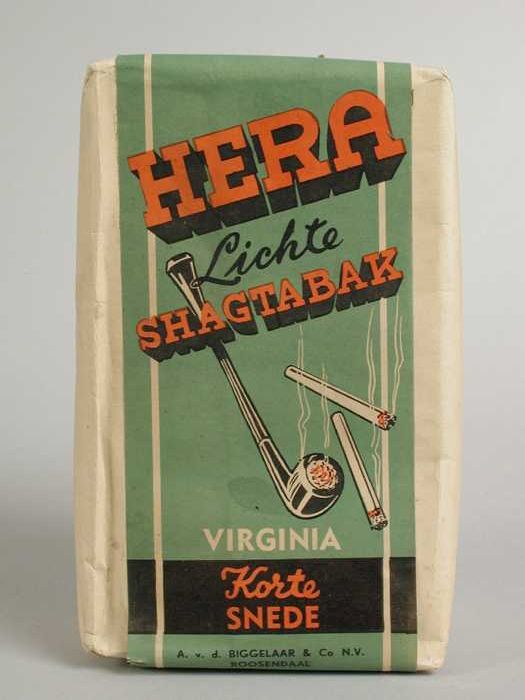 HERA
Lichte
SHAGTABAK
VIRGINIA
Korte
SNEDE
A. v. d. BIGGELAAR & Co N.V.
ROOSENDAAL